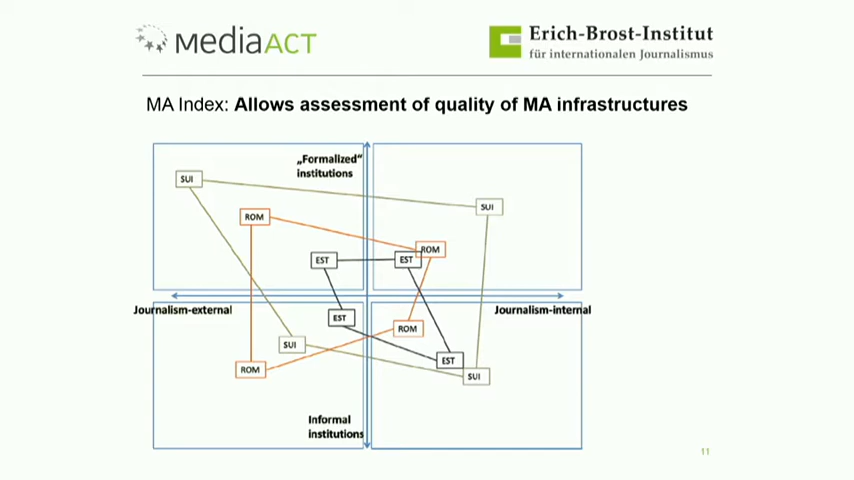 MediaACT
Erich-Brost-Institut
für internationalen Journalismus
MA Index: Allows assessment of quality of MA infrastructures
„Formalized“
institutions
SUI
SUI
ROM
ROM
EST
EST
Journalism-external
Journalism-internal
EST
ROM
SUI
EST
ROM
SUI
Informal
institutions
11